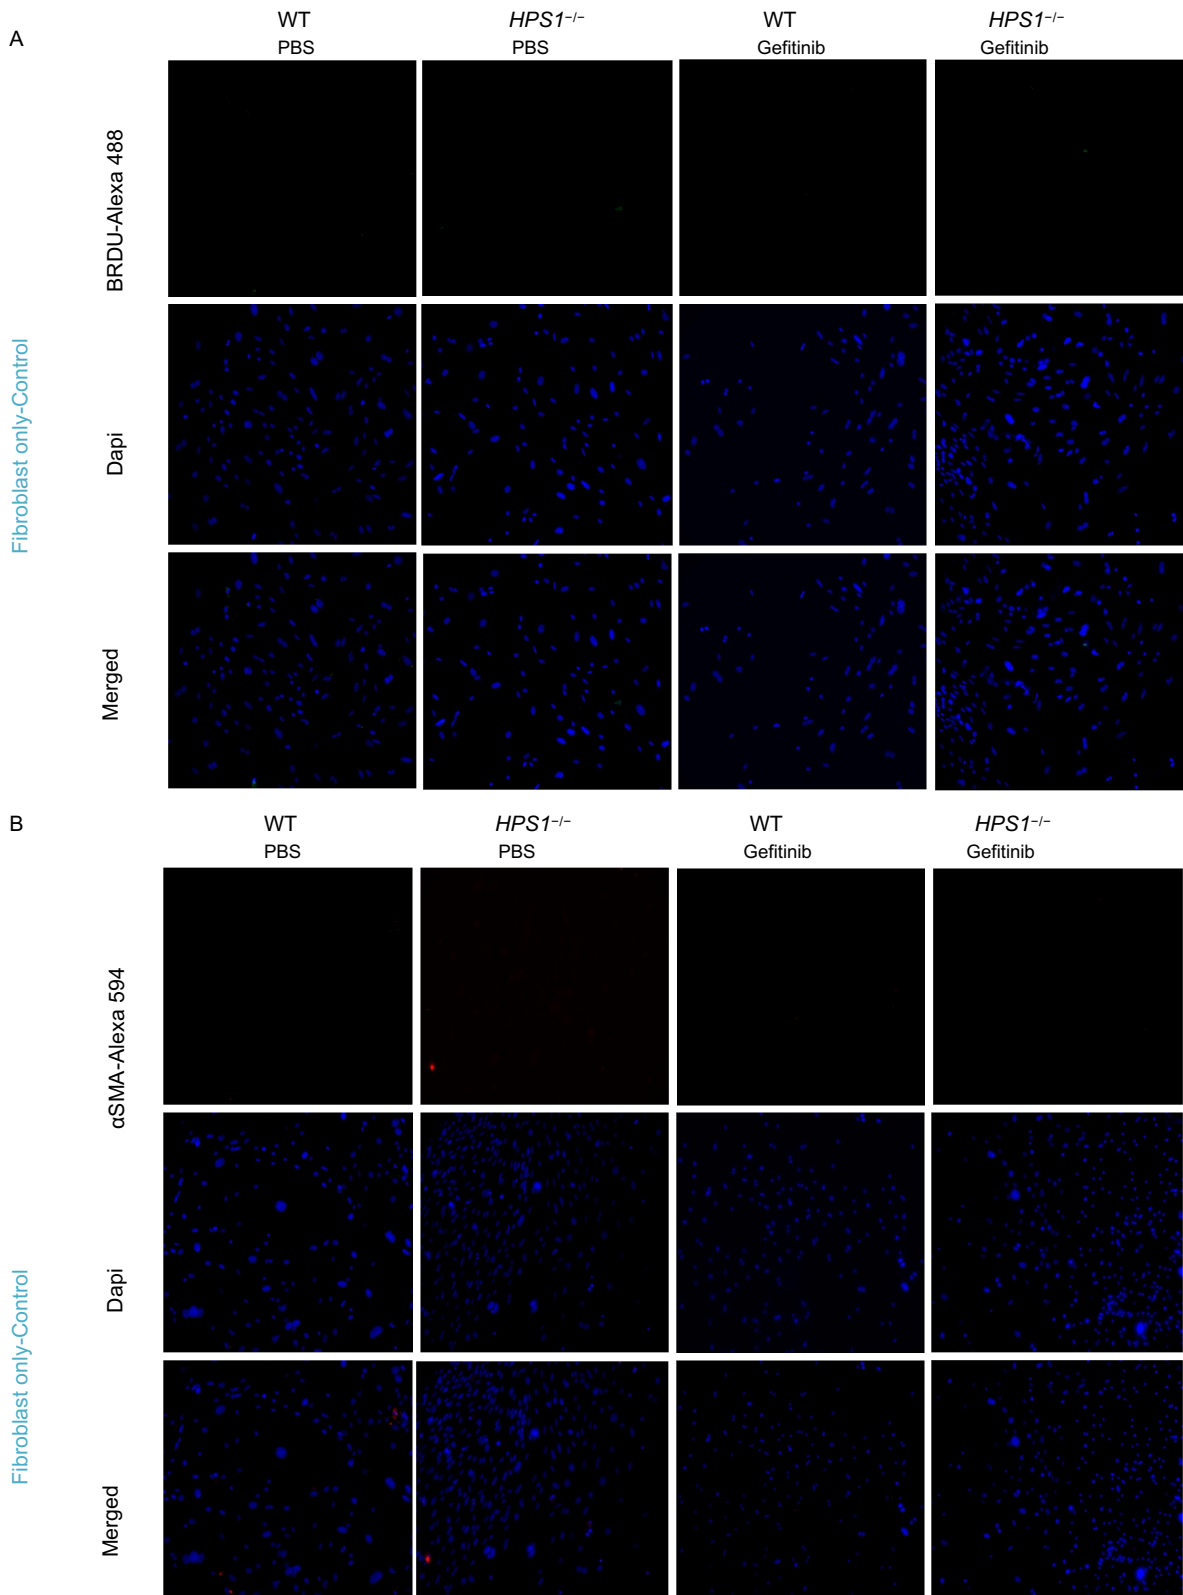 A
WT
HPS1−/−
WT
HPS1−/−
PBS
PBS
Gefitinib
Gefitinib
BRDU-Alexa 488
Fibroblast only-Control
Dapi
Merged
B
WT
HPS1−/−
WT
HPS1−/−
PBS
PBS
Gefitinib
Gefitinib
αSMA-Alexa 594
Fibroblast only-Control
Dapi
Merged